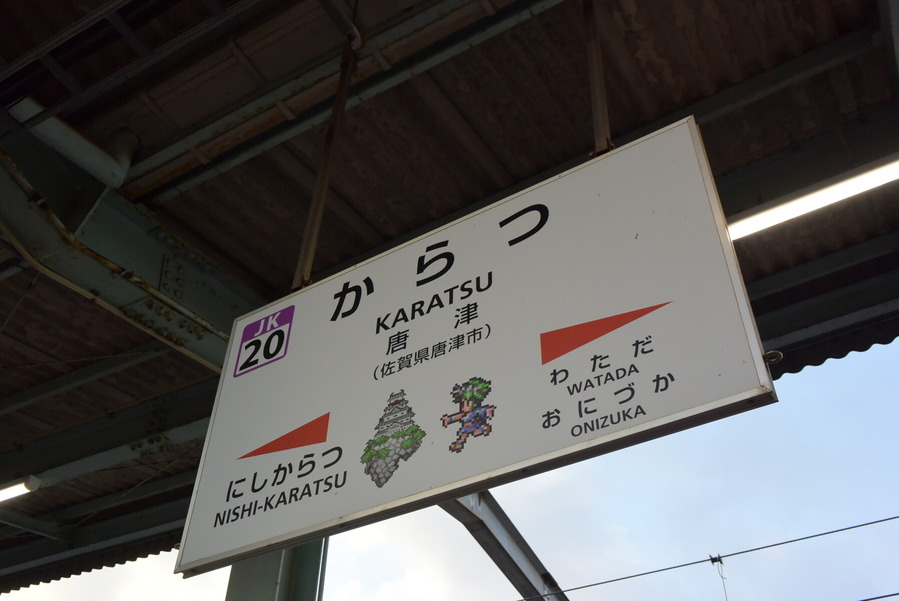 JK
20
からつ
KARATSU
唐津
(佐賀県唐津市)
にしからつ
NISHI-KARATSU
わただ
WATADA
おにづか
ONIZUKA